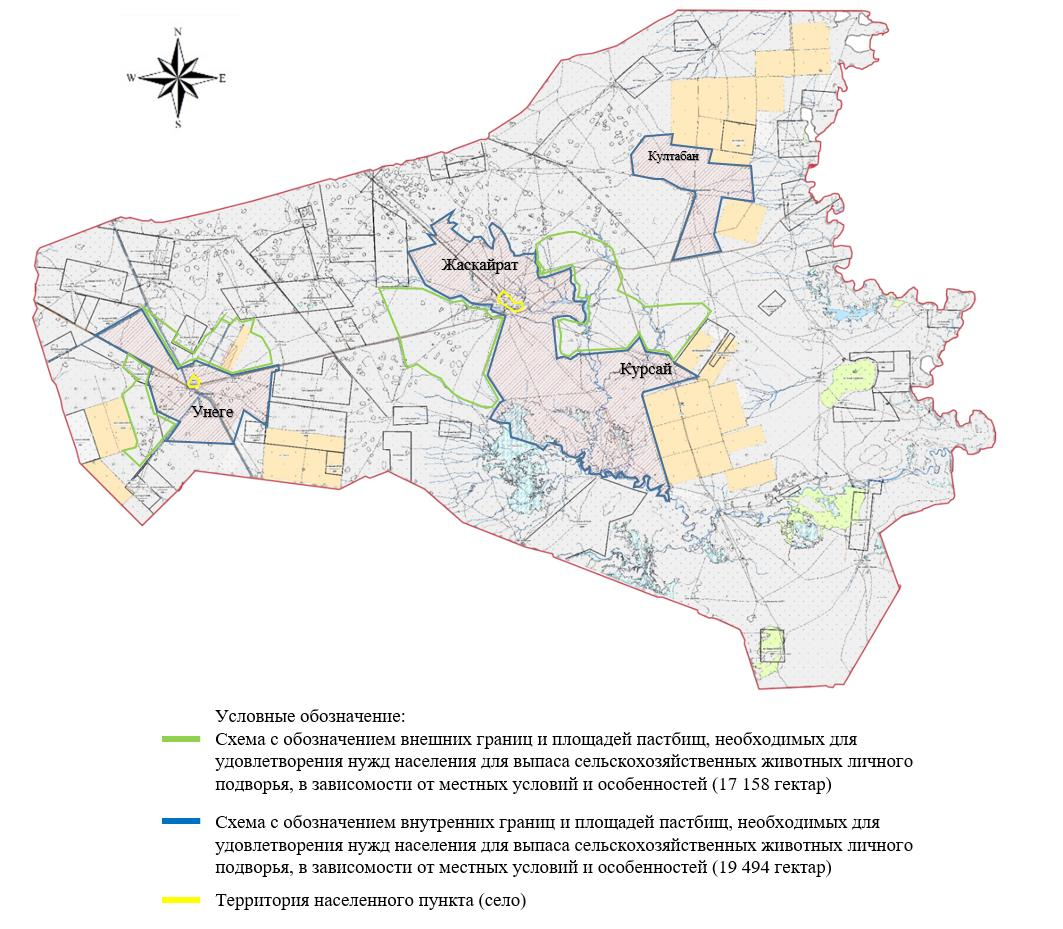 N
W
E
S
Култабан
Жаскайрат
Курсай
Унеге
Условные обозначение:
Схема с обозначением внешних границ и площадей пастбищ, необходимых для
удовлетворения нужд населения для выпаса сельскохозяйственных животных личного
подворья, в зависомости от местных условий и особенностей (17 158 гектар)
Схема с обозначением внутренних границ и площадей пастбищ, необходимых для
удовлетворения нужд населения для выпаса сельскохозяйственных животных личного
подворья, в зависомости от местных условий и особенностей (19 494 гектар)
Территория населенного пункта (село)